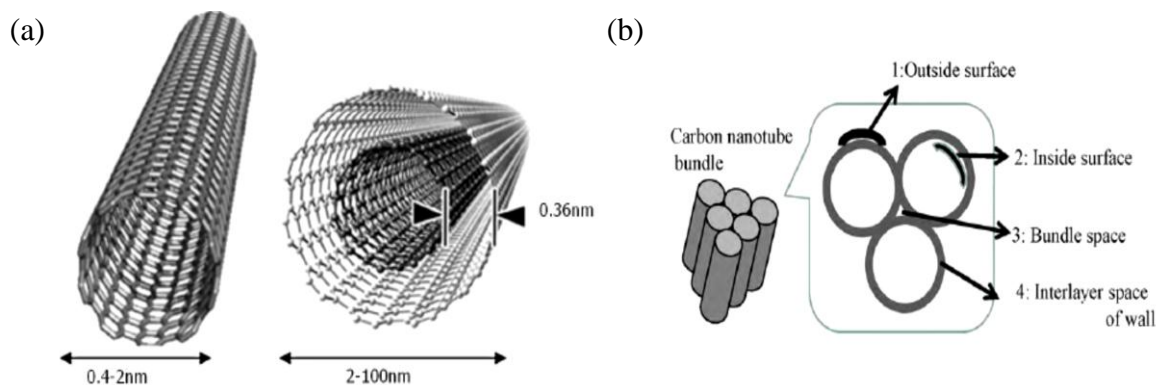 (a)
0.36nm
0.4-2nm
2-100nm
(b)
1:Outside surface
Carbon nanotube
bundle
2: Inside surface
3: Bundle space
4: Interlayer space
of wall